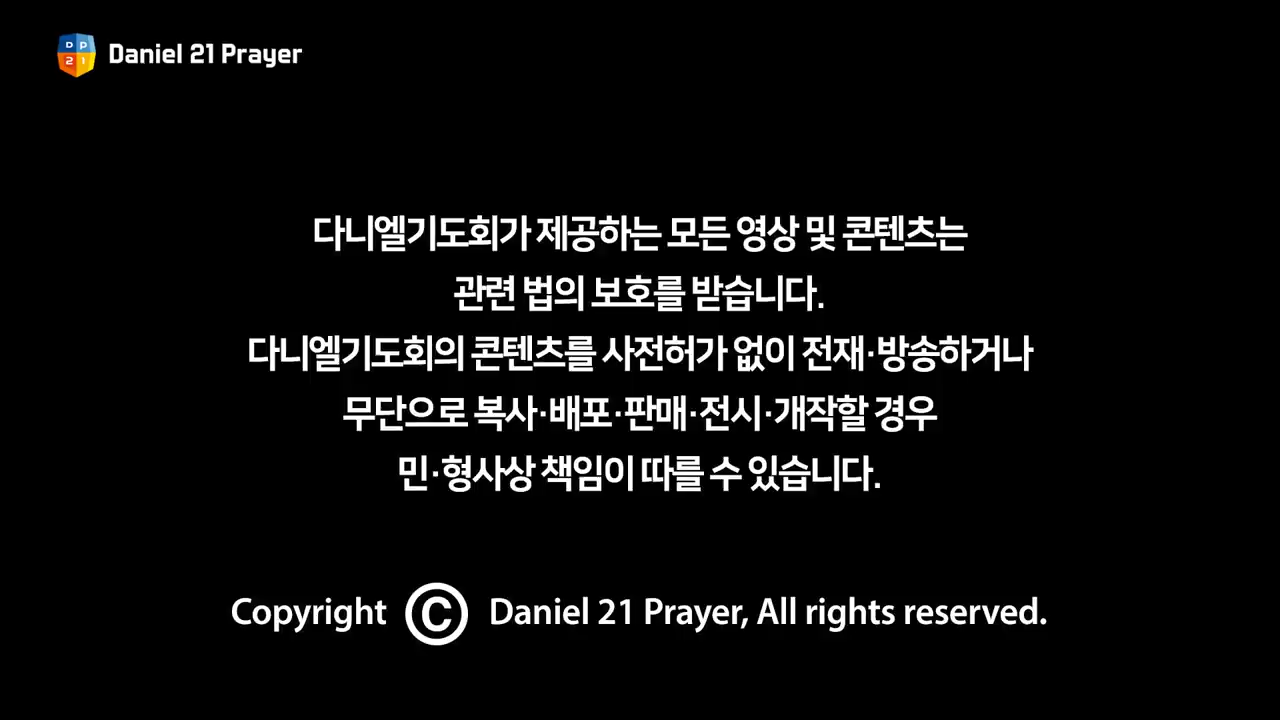 DP
21
Daniel 21 Prayer
다니엘기도회가 제공하는 모든 영상 및 콘텐츠는
관련 법의 보호를 받습니다.
다니엘기도회의 콘텐츠를 사전허가 없이 전재·방송하거나
무단으로 복사·배포·판매·전시·개작할 경우
민·형사상 책임이 따를 수 있습니다.
Copyright © Daniel 21 Prayer, All rights reserved.